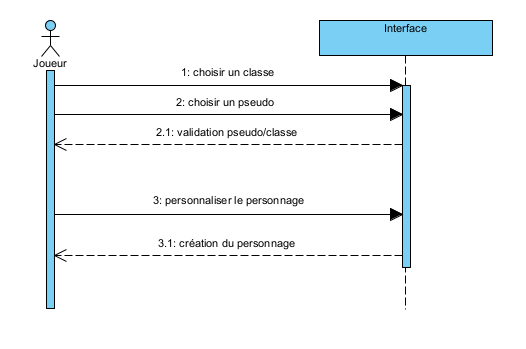 Interface
Joueur
1: choisir un classe
2: choisir un pseudo
2.1: validation pseudo/classe
3: personnaliser le personnage
3.1: création du personnage